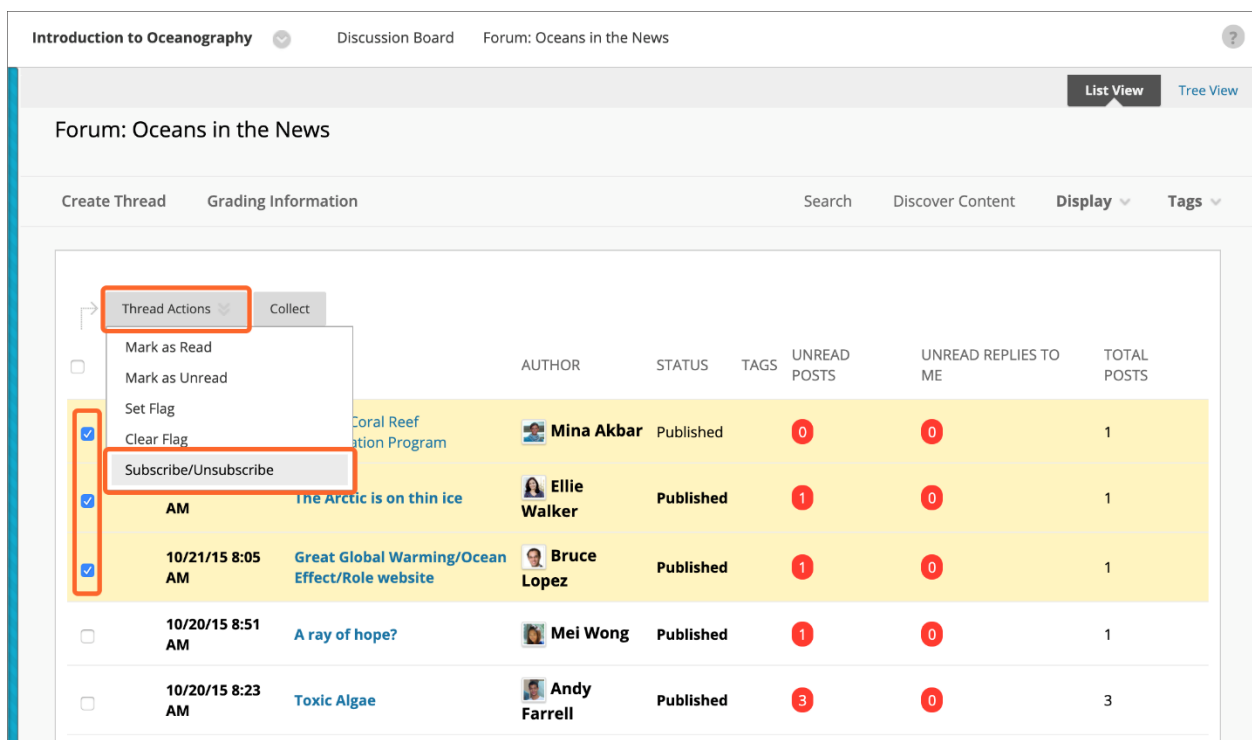 Introduction to Oceanography Discussion Board Forum: Oceans in the News ?
List View Tree View
Forum: Oceans in the News
Create Thread Grading Information Search Discover Content Display Tags
Thread Actions Collect
Mark as Read
Mark as Unread
Set Flag
Clear Flag
Subscribe/Unsubscribe
AUTHOR STATUS TAGS UNREAD POSTS UNREAD REPLIES TO ME TOTAL POSTS
Coral Reef
Program
Mina Akbar Published 0 0 1
AM
The Arctic is on thin ice
Ellie
Walker
Published 1 0 1
10/21/15 8:05
AM
Great Global Warming/Ocean
Effect/Role website
Bruce
Lopez
Published 1 0 1
10/20/15 8:51
AM
A ray of hope? Mei Wong Published 1 0 1
10/20/15 8:23
AM
Toxic Algae
Andy
Farrell
Published 3 0 3